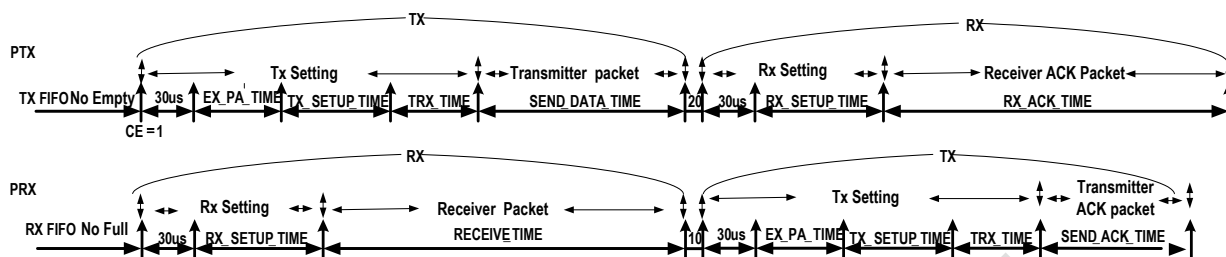 TX RX
PTX
Tx Setting Transmitter packet Rx Setting Receiver ACK Packet
TX FIFO No Empty 30us EX_PA_TIME TX_SETUP_TIME TRX_TIME SEND_DATA_TIME 20 30us RX_SETUP_TIME RX_ACK_TIME
CE=1
RX TX
PRX
Rx Setting Receiver Packet Tx Setting Transmitter ACK packet
RX FIFO No Full 30us RX_SETUP_TIME RECEIVE_TIME 10 30us EX_PA_TIME TX_SETUP_TIME TRX_TIME SEND_ACK_TIME